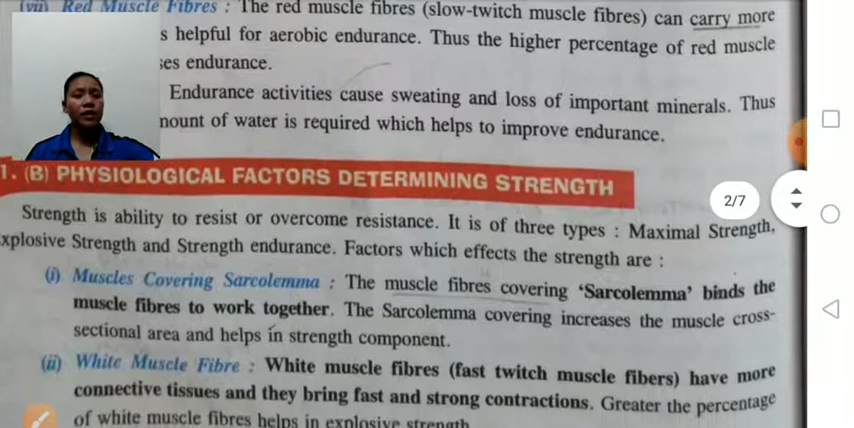 (vii) Red Muscle Fibres : The red muscle fibres (slow-twitch muscle fibres) can carry more
s helpful for aerobic endurance. Thus the higher percentage of red muscle
ses endurance.
Endurance activities cause sweating and loss of important minerals. Thus
nount of water is required which helps to improve endurance.
1. (B) PHYSIOLOGICAL FACTORS DETERMINING STRENGTH
2/7
Strength is ability to resist or overcome resistance. It is of three types : Maximal Strength,
xplosive Strength and Strength endurance. Factors which effects the strength are :
(i) Muscles Covering Sarcolemma : The muscle fibres covering ‘Sarcolemma’ binds the
muscle fibres to work together. The Sarcolemma covering increases the muscle cross-
sectional area and helps in strength component.
(ii) White Muscle Fibre : White muscle fibres (fast twitch muscle fibers) have more
connective tissues and they bring fast and strong contractions. Greater the percentage
of white muscle fibres helps in explosive strength